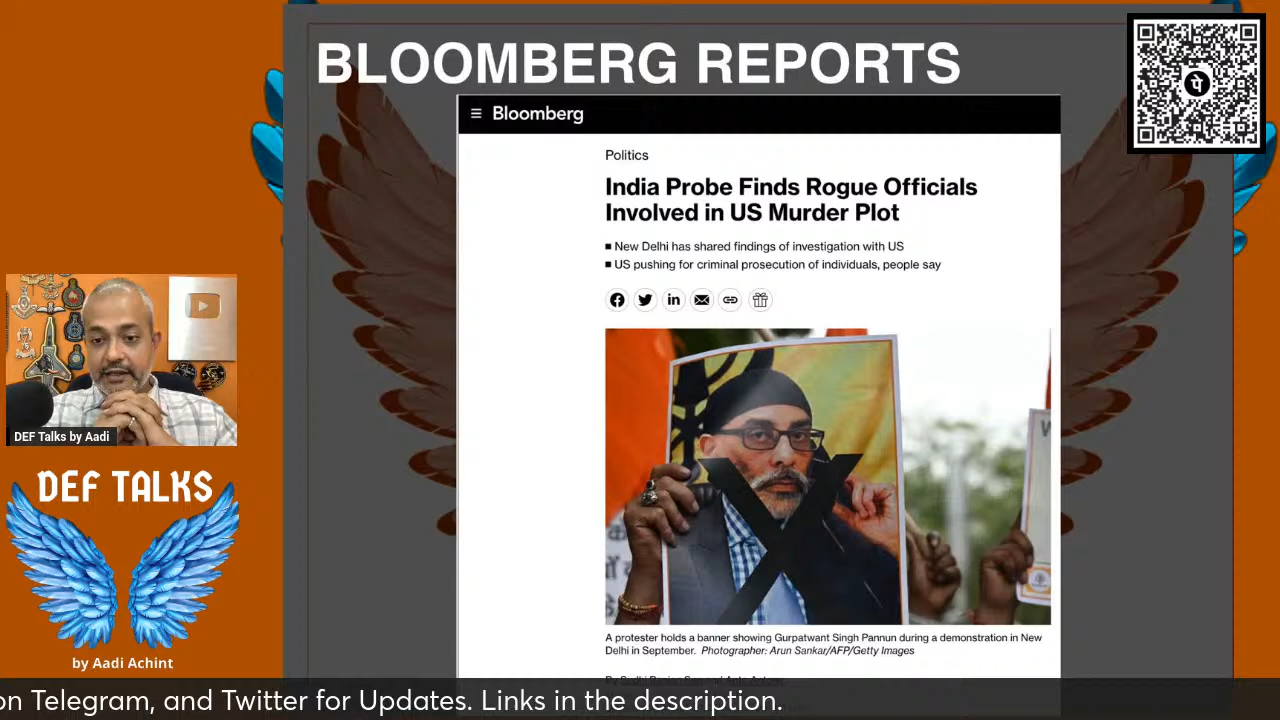 BLOOMBERG REPORTS
पे
≡ Bloomberg
Politics
India Probe Finds Rogue Officials
Involved in US Murder Plot
■ New Delhi has shared findings of investigation with US
■ US pushing for criminal prosecution of individuals, people say
in
A protester holds a banner showing Gurpatwant Singh Pannun during a demonstration in New
Delhi in September. Photographer: Arun Sankar/AFP/Getty Images
DEF Talks by Aadi
DEF TALKS
by Aadi Achint
on Telegram, and Twitter for Updates. Links in the description.